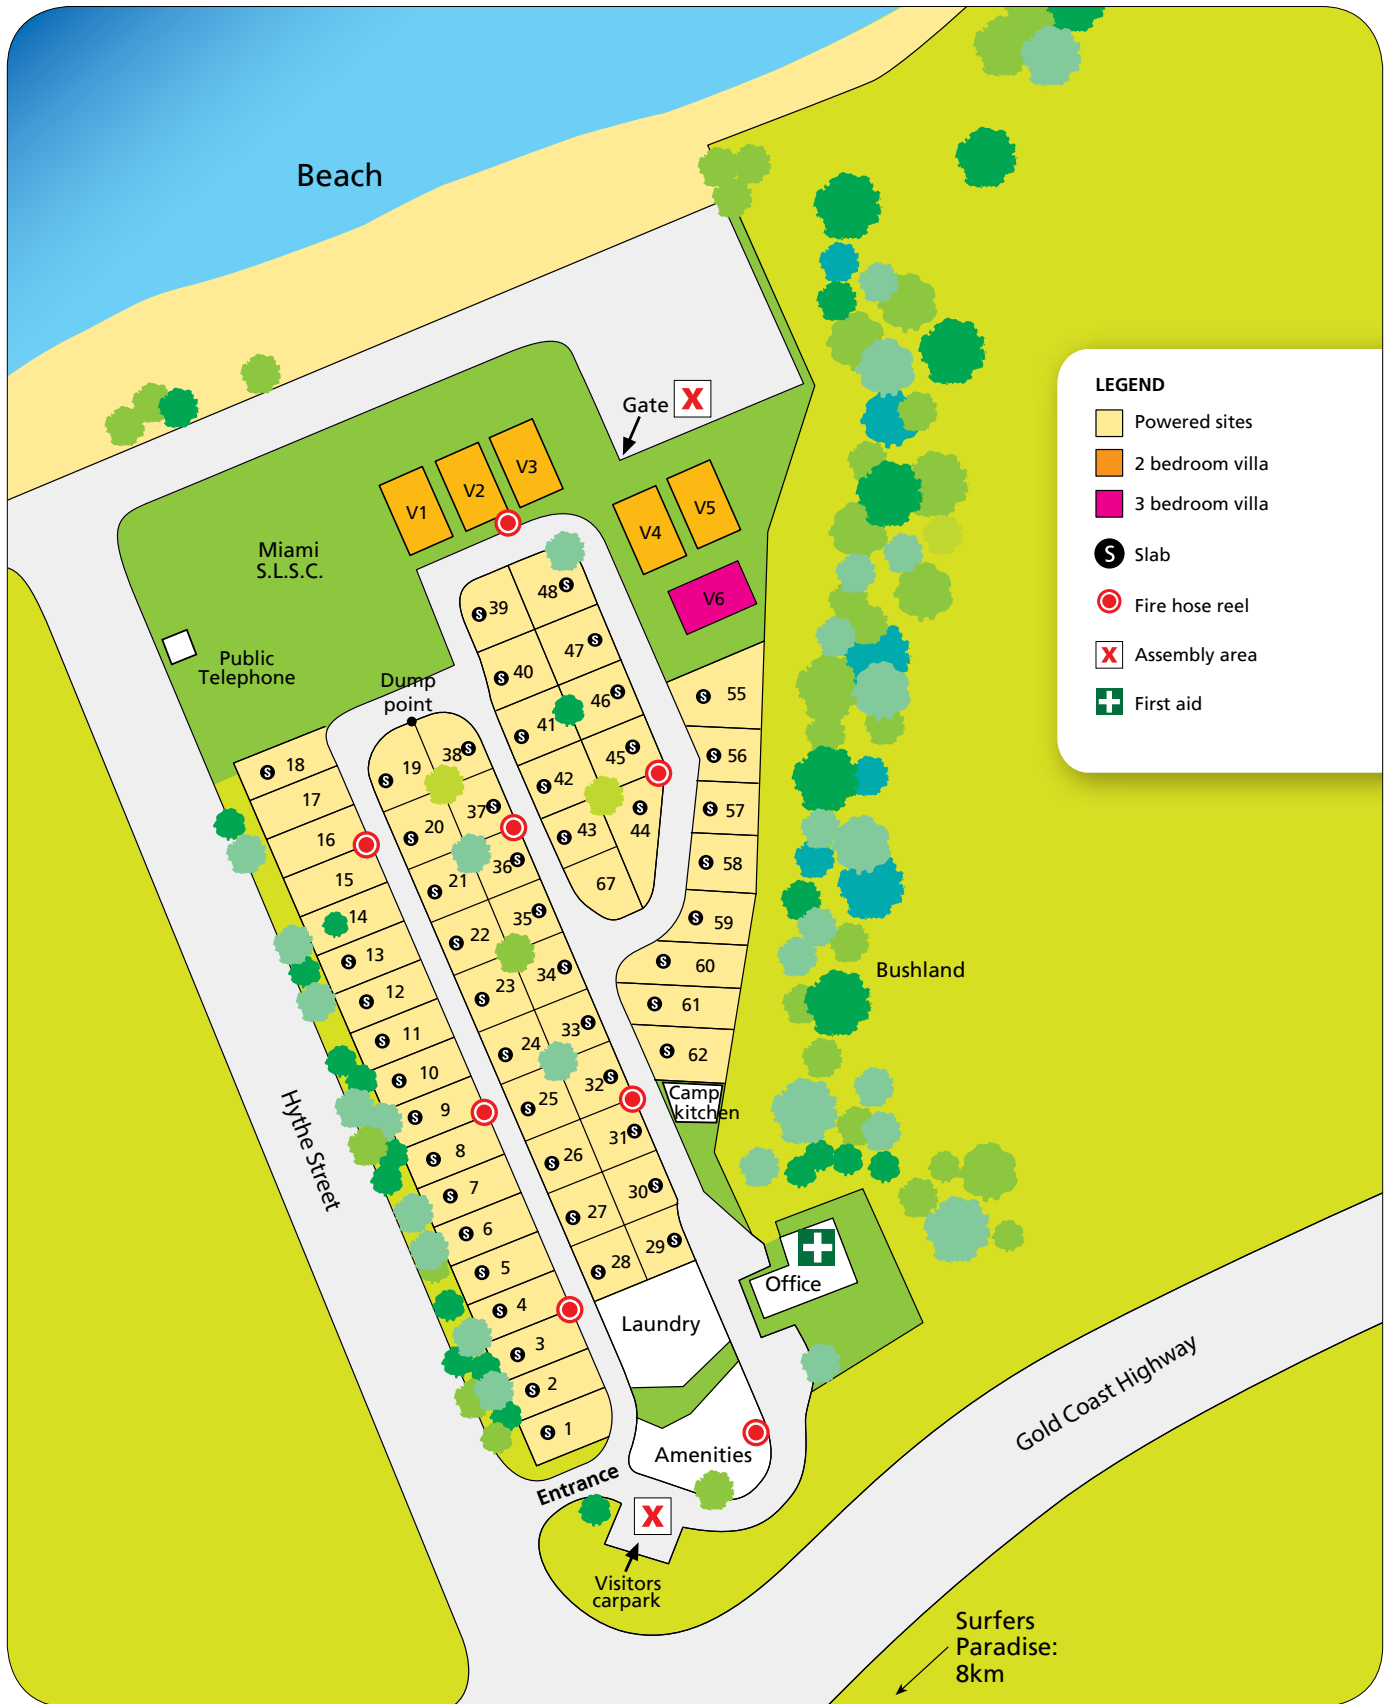 Beach
LEGEND
Powered sites
2 bedroom villa
3 bedroom villa
S Slab
Fire hose reel
X Assembly area
First aid
Gate X
V1
V2
V3
V4
V5
V6
Miami
S.L.S.C.
Public
Telephone
Dump
point
S 39
48 S
S 40
47 S
S 41
46 S
S 42
45 S
S 43
S
44
67
S 55
S 56
S 57
S 58
S 59
S 60
S 61
S 62
Camp
kitchen
S 18
17
16
15
14
S 13
S 12
S 11
S 10
S 9
S 8
S 7
S 6
S 5
S 4
S 3
S 2
S 1
S 19
38 S
S 20
37 S
S 21
36 S
S 22
35 S
S 23
34 S
S 24
33 S
S 25
32 S
S 26
31 S
S 27
30 S
S 28
29 S
Bushland
Hythe Street
Office
Laundry
Amenities
Entrance
X
Visitors
carpark
Gold Coast Highway
Surfers
Paradise:
8km